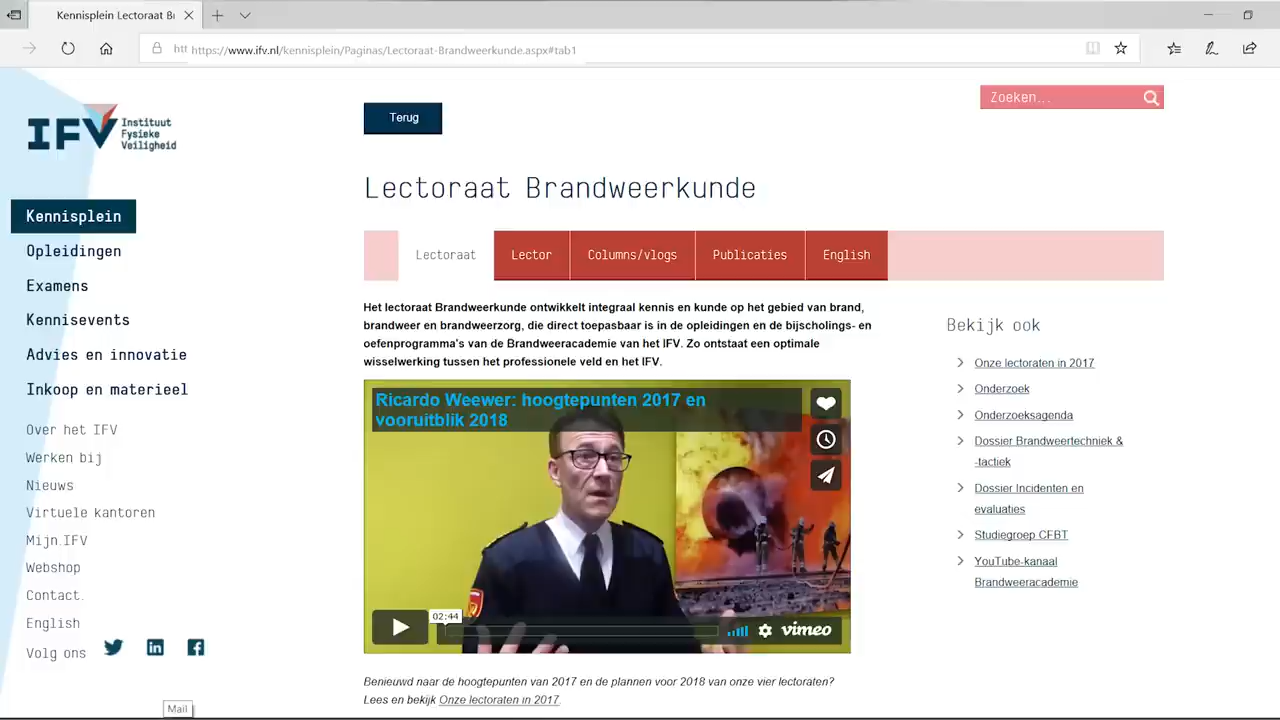 Kennisplein Lectoraat Br
htt https://www.ifv.nl/kennisplein/Paginas/Lectoraat-Brandweerkunde.aspx#tab1
IFV Instituut
Fysieke
Veiligheid
Terug
Zoeken...
Lectoraat Brandweerkunde
Kennisplein
Opleidingen
Examens
Kennisevents
Advies en innovatie
Inkoop en materieel
Over het IFV
Werken bij
Nieuws
Virtuele kantoren
Mijn IFV
Webshop
Contact.
English
Volg ons
Mail
Lectoraat Lector Columns/vlogs Publicaties English
Het lectoraat Brandweerkunde ontwikkelt integraal kennis en kunde op het gebied van brand,
brandweer en brandweerzorg, die direct toepasbaar is in de opleidingen en de bijscholings- en
oefenprogramma's van de Brandweeracademie van het IFV. Zo ontstaat een optimale
wisselwerking tussen het professionele veld en het IFV.
Ricardo Weewer: hoogtepunten 2017 en
vooruitblik 2018
02:44
vimeo
Benieuwd naar de hoogtepunten van 2017 en de plannen voor 2018 van onze vier lectoraten?
Lees en bekijk Onze lectoraten in 2017.
Bekijk ook
Onze lectoraten in 2017
Onderzoek
Onderzoeksagenda
Dossier Brandweertechniek &
-tactiek
Dossier Incidenten en
evaluaties
Studiegroep CFBT
YouTube-kanaal
Brandweeracademie